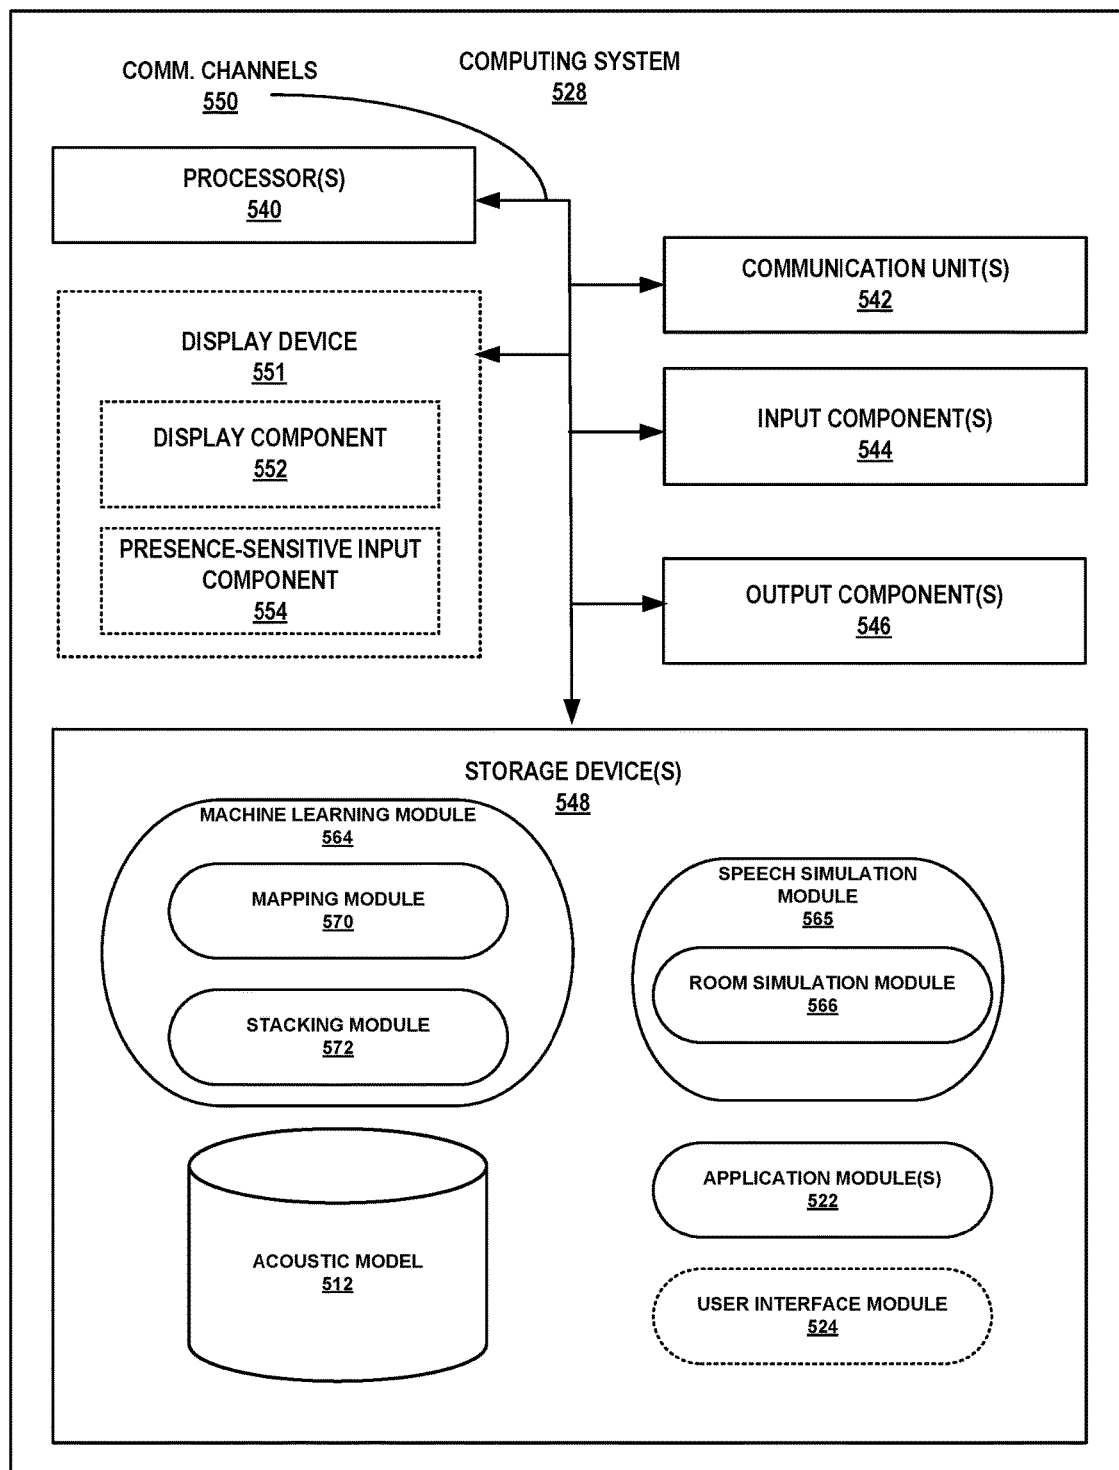 COMM. CHANNELS
550
COMPUTING SYSTEM
528
PROCESSOR(S)
540
COMMUNICATION UNIT(S)
542
DISPLAY DEVICE
551
INPUT COMPONENT(S)
544
DISPLAY COMPONENT
552
PRESENCE-SENSITIVE INPUT
COMPONENT
554
OUTPUT COMPONENT(S)
546
STORAGE DEVICE(S)
548
MACHINE LEARNING MODULE
564
MAPPING MODULE
570
STACKING MODULE
572
SPEECH SIMULATION
MODULE
565
ROOM SIMULATION MODULE
566
ACOUSTIC MODEL
512
APPLICATION MODULE(S)
522
USER INTERFACE MODULE
524